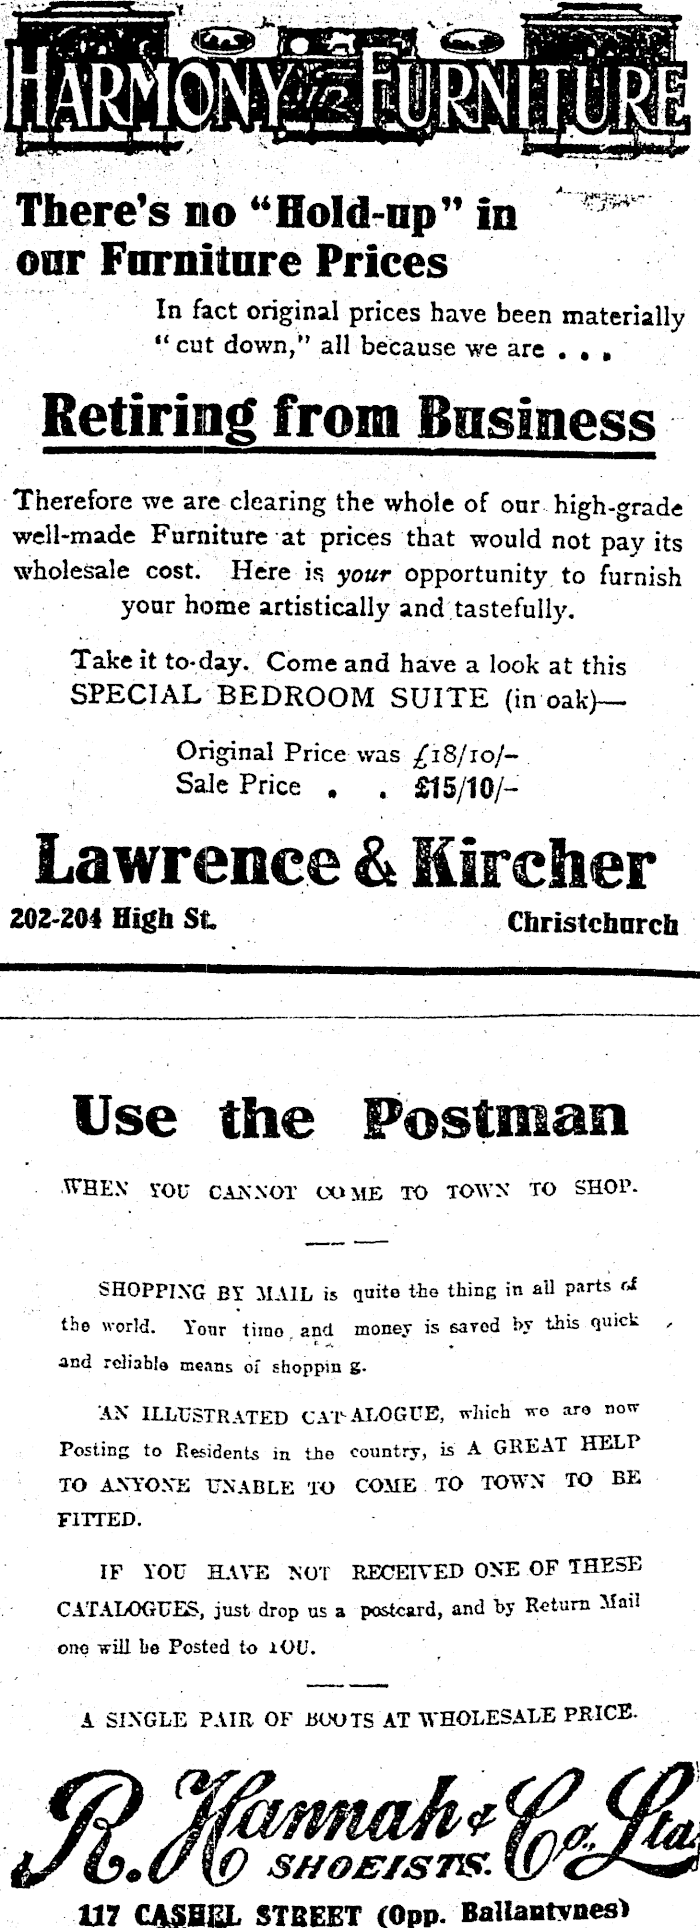 HARMONY in FURNITURE
There's no "Hold-up" in
our Furniture Prices
In fact original prices have been materially
"cut down," all because we are . . .
Retiring from Business
Therefore we are clearing the whole of our high-grade
well-made Furniture at prices that would not pay its
wholesale cost. Here is your opportunity to furnish
your home artistically and tastefully.
Take it to-day. Come and have a look at this
SPECIAL BEDROOM SUITE (in oak)—
Original Price was £18/10/-
Sale Price . . £15/10/-
Lawrence & Kircher
202-204 High St. Christchurch
Use the Postman
WHEN YOU CANNOT COME TO TOWN TO SHOP.
SHOPPING BY MAIL is quite the thing in all parts of
the world. Your time and money is saved by this quick
and reliable means of shoppin g.
AN ILLUSTRATED CATALOGUE, which we are now
Posting to Residents in the country, is A GREAT HELP
TO ANYONE UNABLE TO COME TO TOWN TO BE
FITTED.
IF YOU HAVE NOT RECEIVED ONE OF THESE
CATALOGUES, just drop us a postcard, and by Return Mail
one will be Posted to YOU.
A SINGLE PAIR OF BOOTS AT WHOLESALE PRICE.
R. Hannah & Co., Ltd.
SHOEISTS.
117 CASHEL STREET (Opp. Ballantynes)